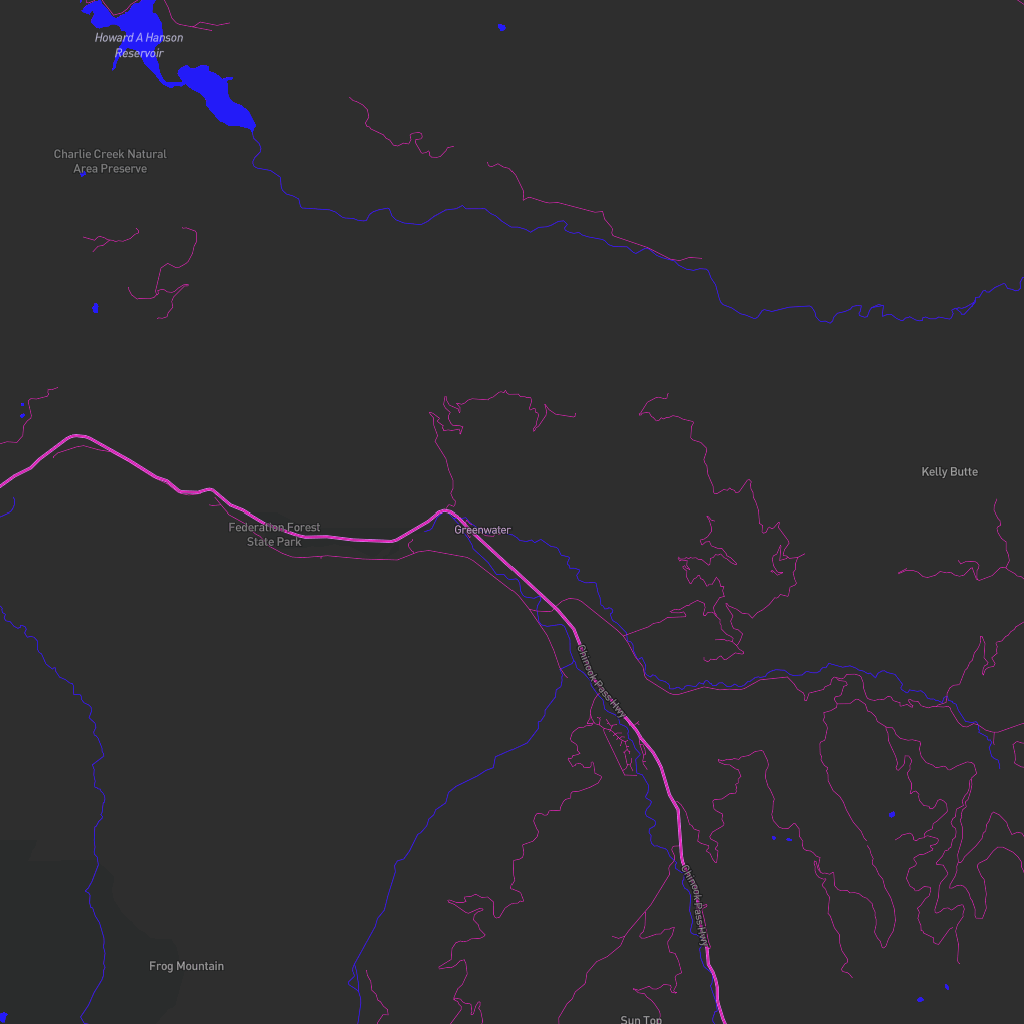 Howard A Hanson
Reservoir
Charlie Creek Natural
Area Preserve
Kelly Butte
Federation Forest
State Park
Greenwater
Chinook Pass Hwy
Chinook Pass Hwy
Frog Mountain
Sun Top